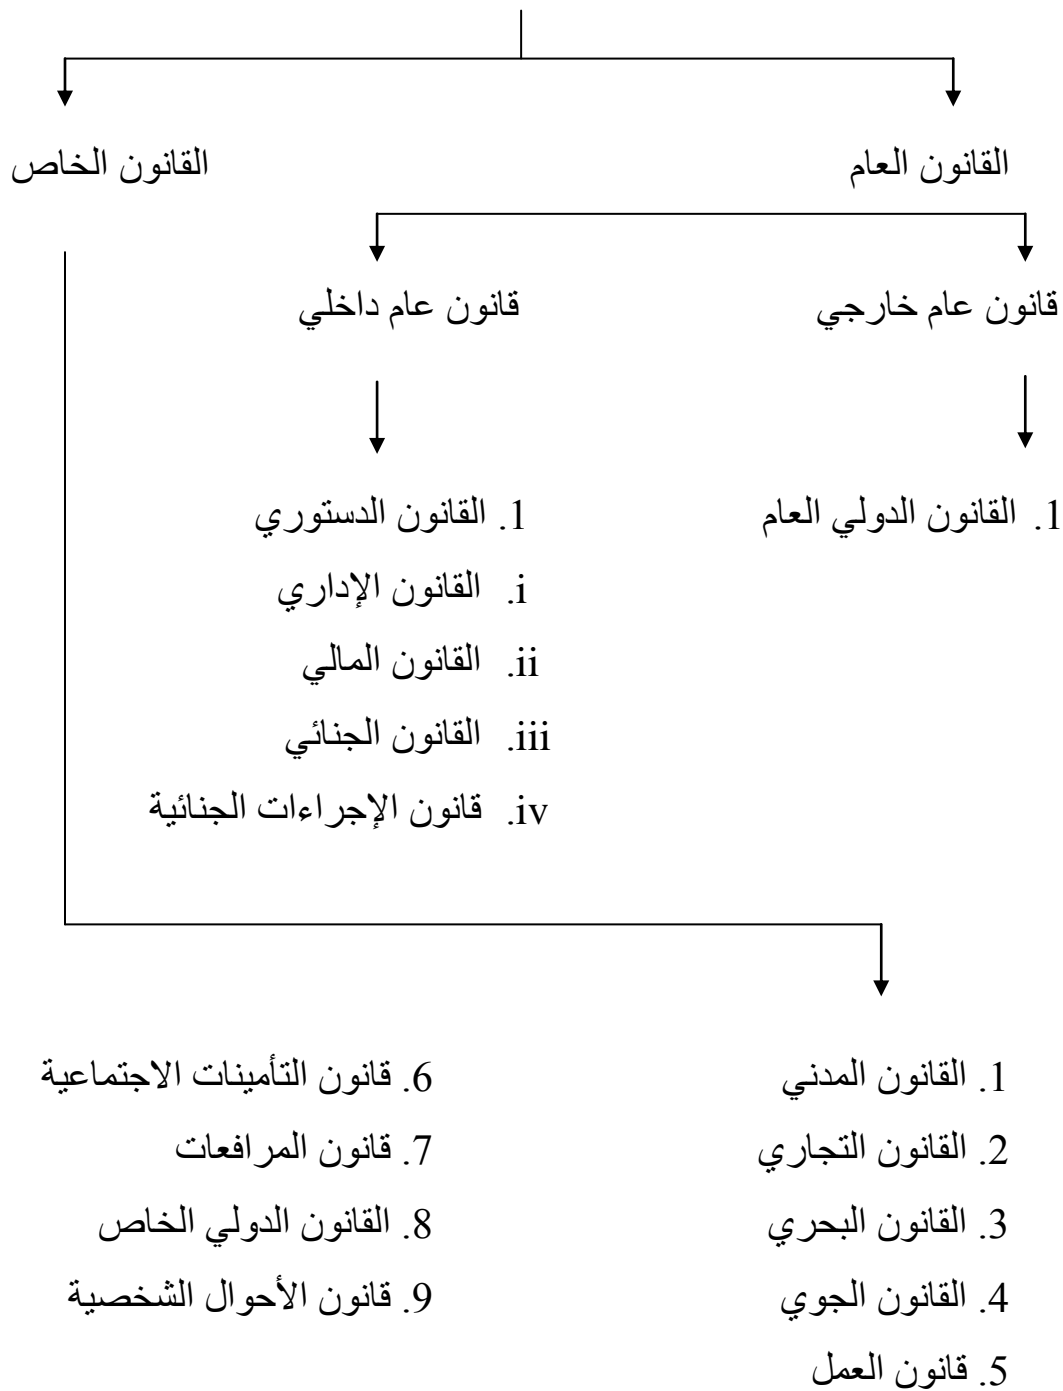 القانون العام
القانون الخاص
قانون عام خارجي
قانون عام داخلي
1. القانون الدولي العام
1. القانون الدستوري
i. القانون الإداري
ii. القانون المالي
iii. القانون الجنائي
iv. قانون الإجراءات الجنائية
1. القانون المدني
2. القانون التجاري
3. القانون البحري
4. القانون الجوي
5. قانون العمل
6. قانون التأمينات الاجتماعية
7. قانون المرافعات
8. القانون الدولي الخاص
9. قانون الأحوال الشخصية